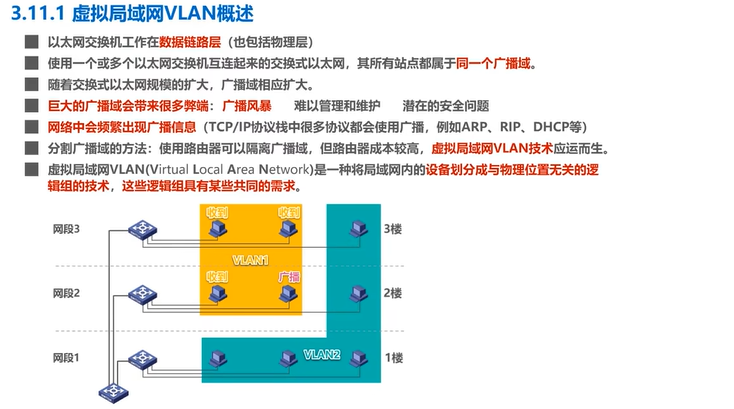 3.11.1 虚拟局域网VLAN概述
以太网交换机工作在数据链路层（也包括物理层）
使用一个或多个以太网交换机互连起来的交换式以太网，其所有站点都属于同一个广播域。
随着交换式以太网规模的扩大，广播域相应扩大。
巨大的广播域会带来很多弊端：广播风暴 难以管理和维护 潜在的安全问题
网络中会频繁出现广播信息（TCP/IP协议栈中很多协议都会使用广播，例如ARP、RIP、DHCP等）
分割广播域的方法：使用路由器可以隔离广播域，但路由器成本较高，虚拟局域网VLAN技术应运而生。
虚拟局域网VLAN(Virtual Local Area Network)是一种将局域网内的设备划分成与物理位置无关的逻
辑组的技术，这些逻辑组具有某些共同的需求。
收到 收到
网段3 3楼
VLAN1
收到 广播
网段2 2楼
VLAN2
网段1 1楼